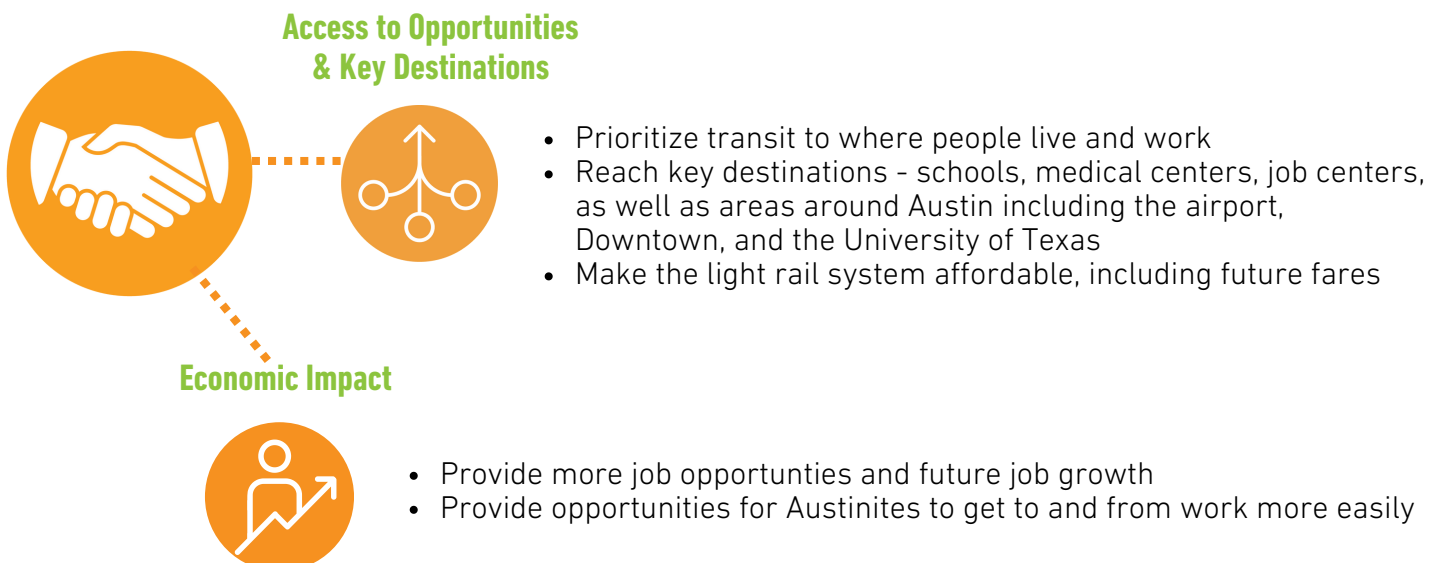 Access to Opportunities
& Key Destinations
• Prioritize transit to where people live and work
• Reach key destinations - schools, medical centers, job centers,
as well as areas around Austin including the airport,
Downtown, and the University of Texas
• Make the light rail system affordable, including future fares
Economic Impact
• Provide more job opportunties and future job growth
• Provide opportunities for Austinites to get to and from work more easily